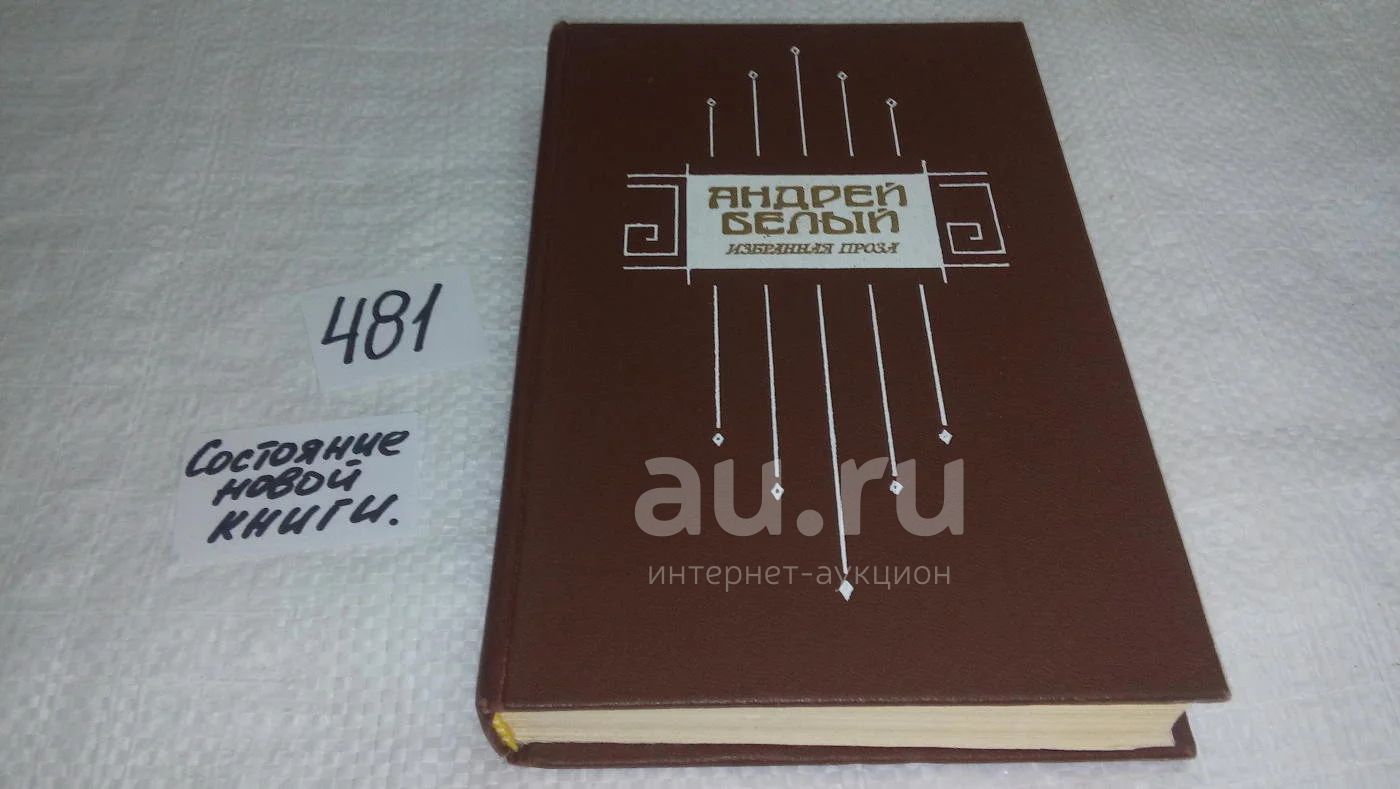 АНДРЕЙ
БЕЛЫЙ
ИЗБРАННАЯ ПРОЗА
481
Состояние
новой
книги.
au.ru
интернет-аукцион